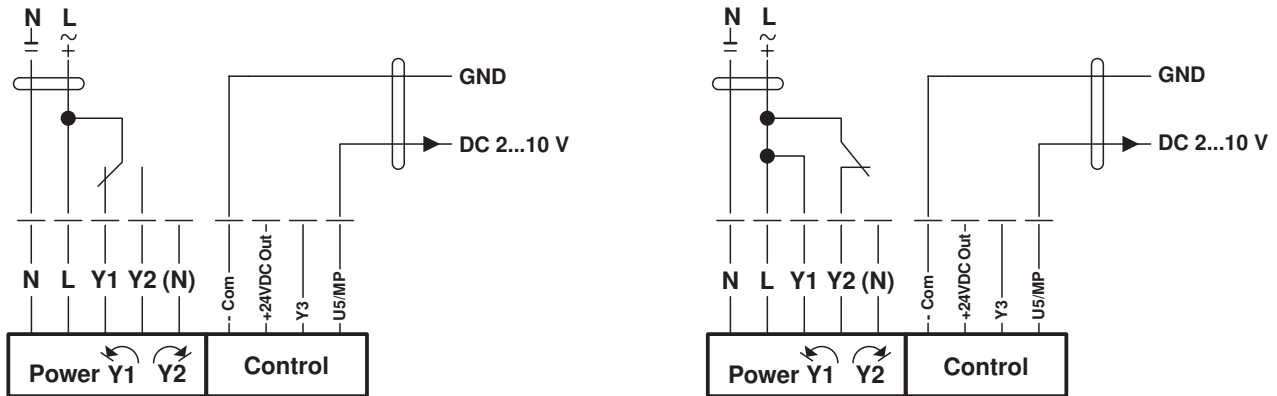 N L
GND
DC 2...10 V
N L Y1 Y2 (N)
- Com
+24VDC Out
Y3
U5/MP
Power Y1 Y2
Control
N L
GND
DC 2...10 V
N L Y1 Y2 (N)
- Com
+24VDC Out
Y3
U5/MP
Power Y1 Y2
Control